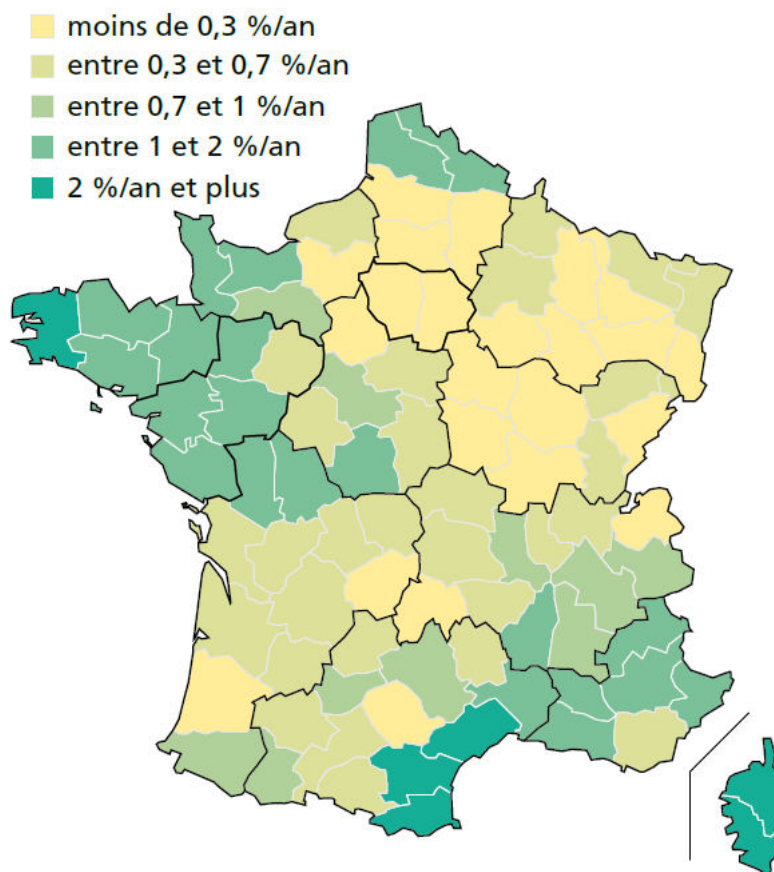 moins de 0,3 %/an
entre 0,3 et 0,7 %/an
entre 0,7 et 1 %/an
entre 1 et 2 %/an
2 %/an et plus